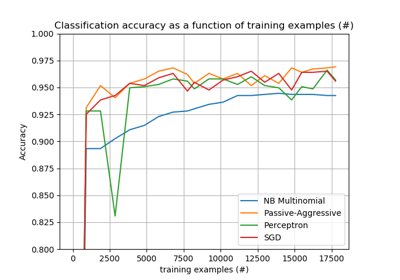 Classification accuracy as a function of training examples (#)
1.000
0.975
0.950
0.925
0.900
0.875
0.850
0.825
0.800
Accuracy
NB Multinomial
Passive-Aggressive
Perceptron
SGD
0 2500 5000 7500 10000 12500 15000 17500
training examples (#)